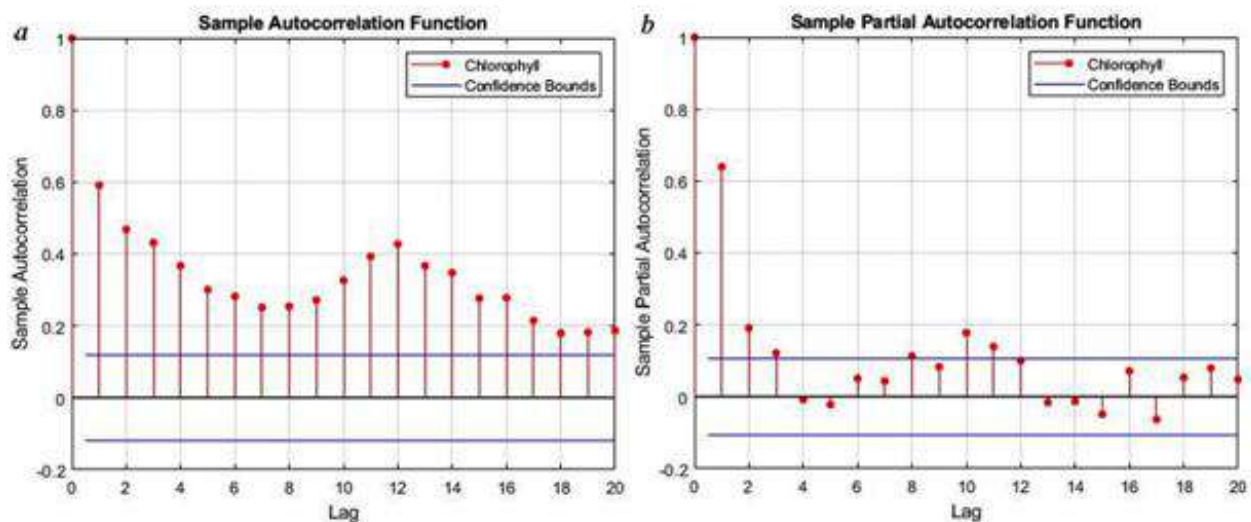 a
Sample Autocorrelation Function
1
0.8
0.6
0.4
0.2
0
-0.2
Sample Autocorrelation
Chlorophyll
Confidence Bounds
0 2 4 6 8 10 12 14 16 18 20
Lag
b
Sample Partial Autocorrelation Function
1
0.8
0.6
0.4
0.2
0
-0.2
Sample Partial Autocorrelation
Chlorophyll
Confidence Bounds
0 2 4 6 8 10 12 14 16 18 20
Lag